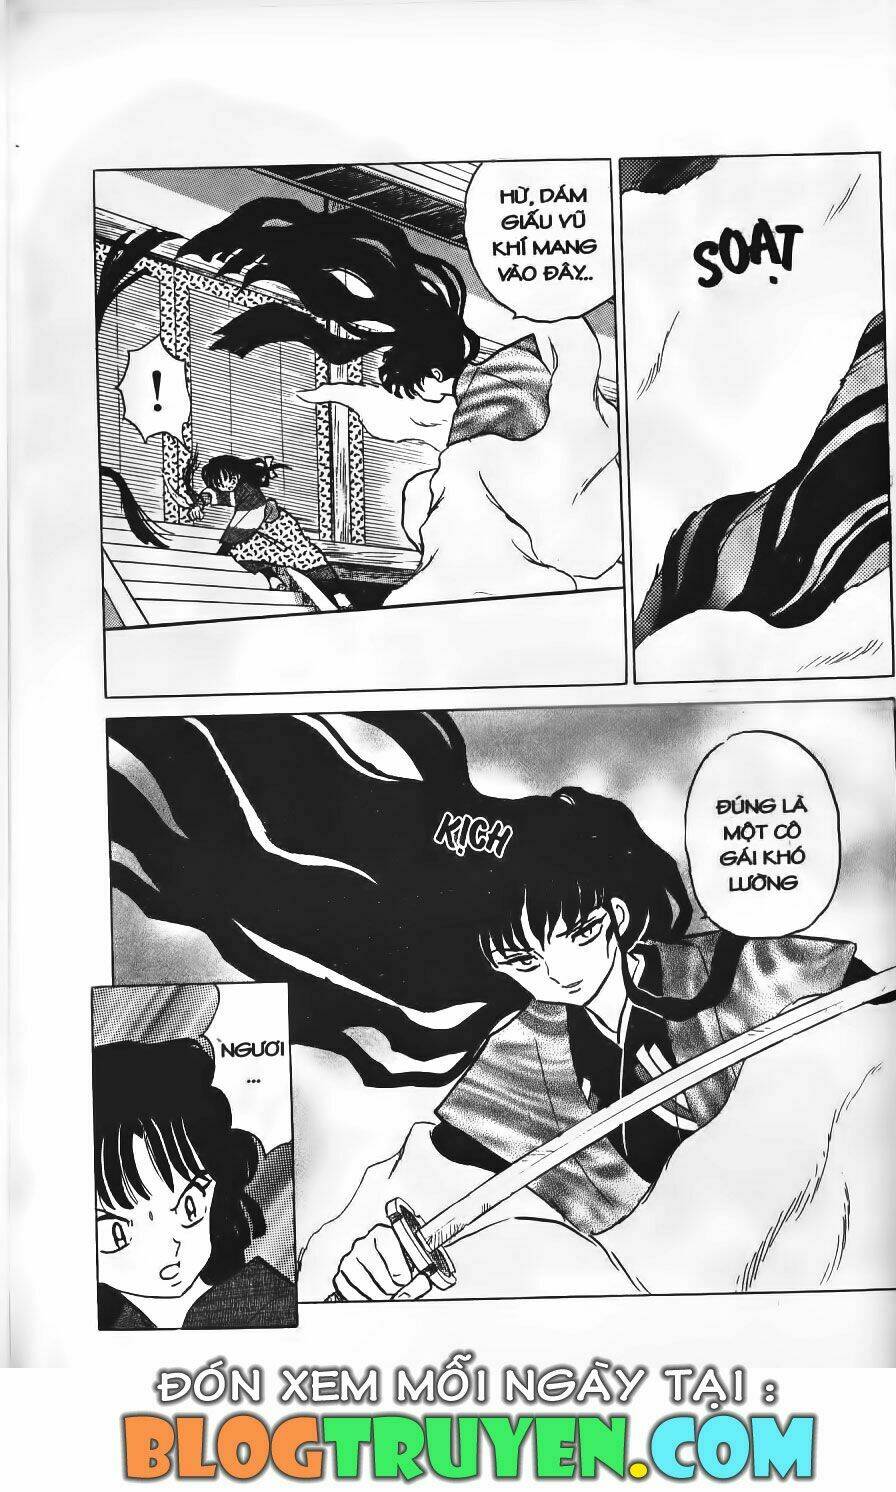 HỪ, DÁM
GIẤU VŨ
KHÍ MANG
VÀO ĐÂY...
SOẠT
!
KỊCH
ĐÚNG LÀ
MỘT CÔ
GÁI KHÓ
LƯỜNG
NGƯƠI
...
ĐÓN XEM MỖI NGÀY TẠI :
BLOGTRUYEN.COM